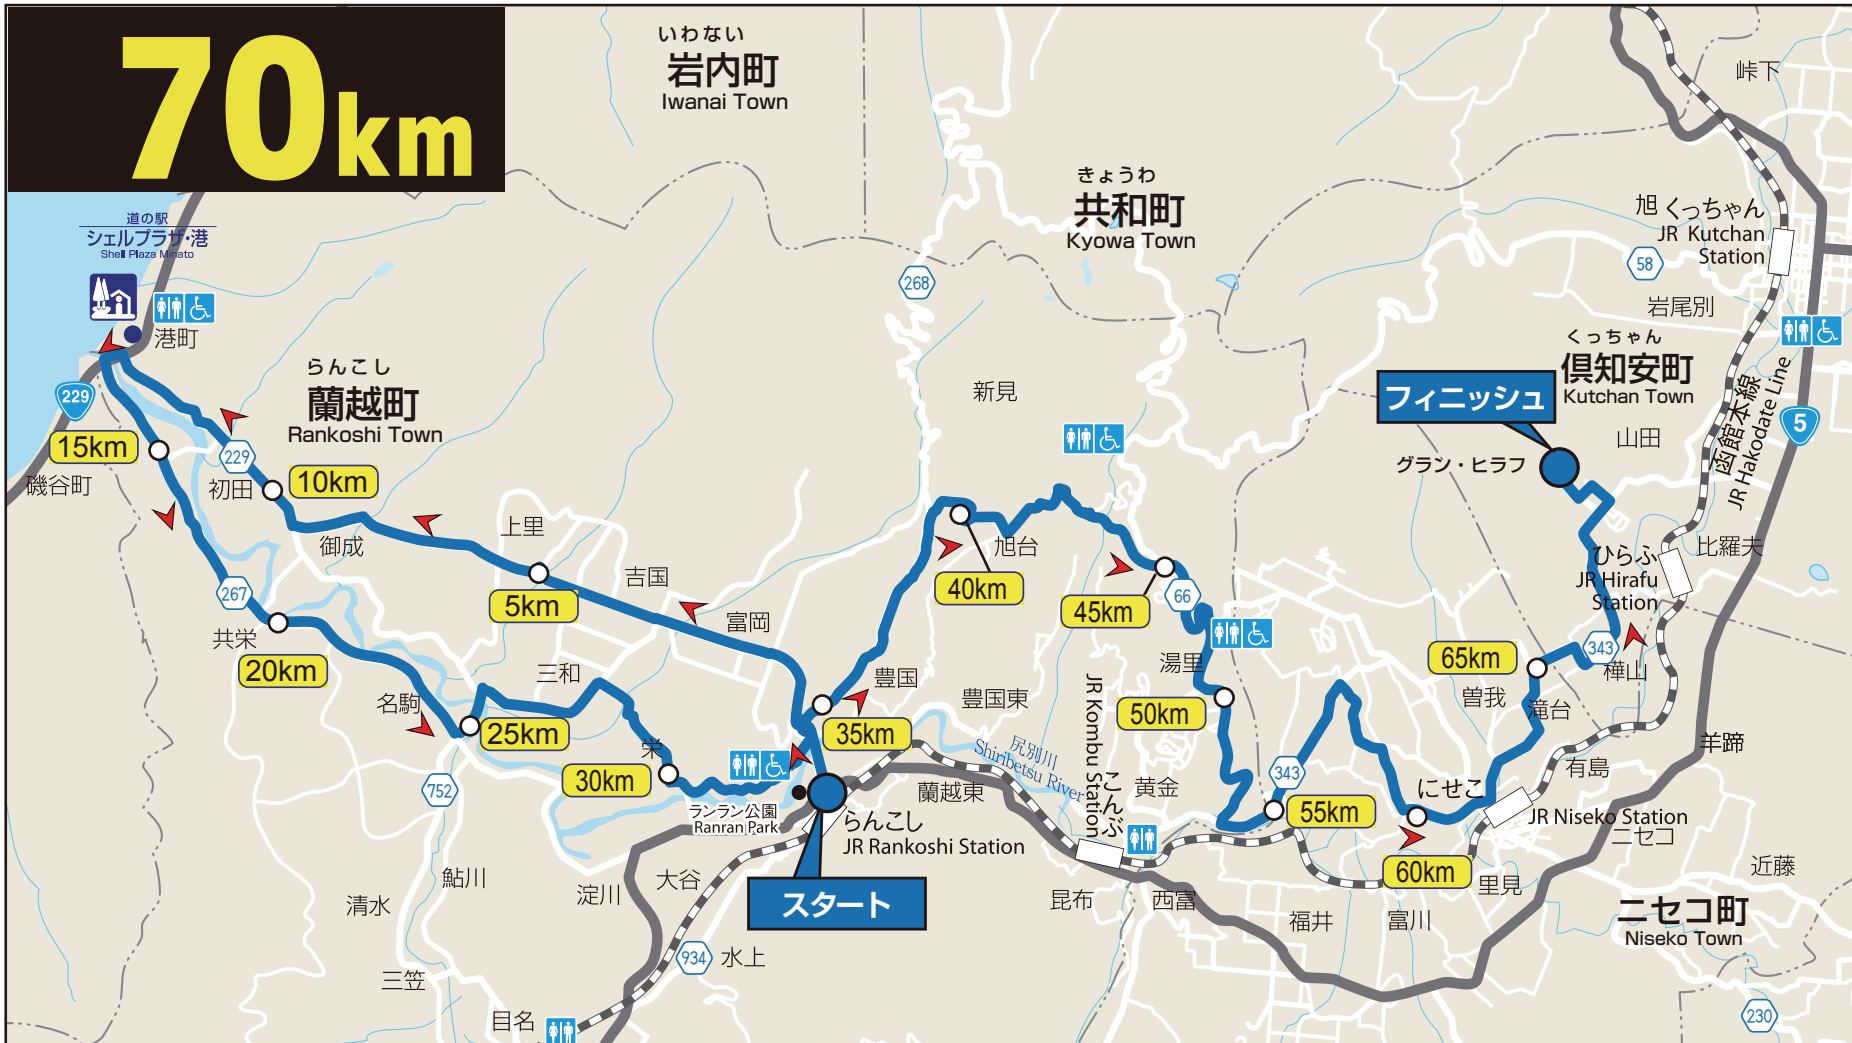 70km
いわない
岩内町
Iwanai Town
峠下
きょうわ
共和町
Kyowa Town
旭
くっちゃん
JR Kutchan
Station
道の駅
シェルプラザ・港
Shell Plaza Minato
58
268
岩尾別
港町
くっちゃん
倶知安町
Kutchan Town
函館本線
JR Hakodate Line
らんこし
蘭越町
Rankoshi Town
新見
フィニッシュ
229
5
15km
山田
グラン・ヒラフ
229
磯谷町
初田
10km
上里
御成
旭台
ひらふ
JR Hirafu
Station
比羅夫
吉国
5km
40km
45km
66
267
富岡
共栄
20km
湯里
65km
343
樺山
三和
豊国
豊国東
名駒
曽我
滝台
50km
25km
35km
栄
30km
尻別川
Shiribetsu River
JR Kombu Station
こんぶ
羊蹄
有島
343
752
ランラン公園
Ranran Park
蘭越東
黄金
にせこ
55km
らんこし
JR Rankoshi Station
JR Niseko Station
ニセコ
60km
近藤
鮎川
大谷
淀川
清水
スタート
昆布
西富
福井
富川
里見
ニセコ町
Niseko Town
934
水上
三笠
目名
230